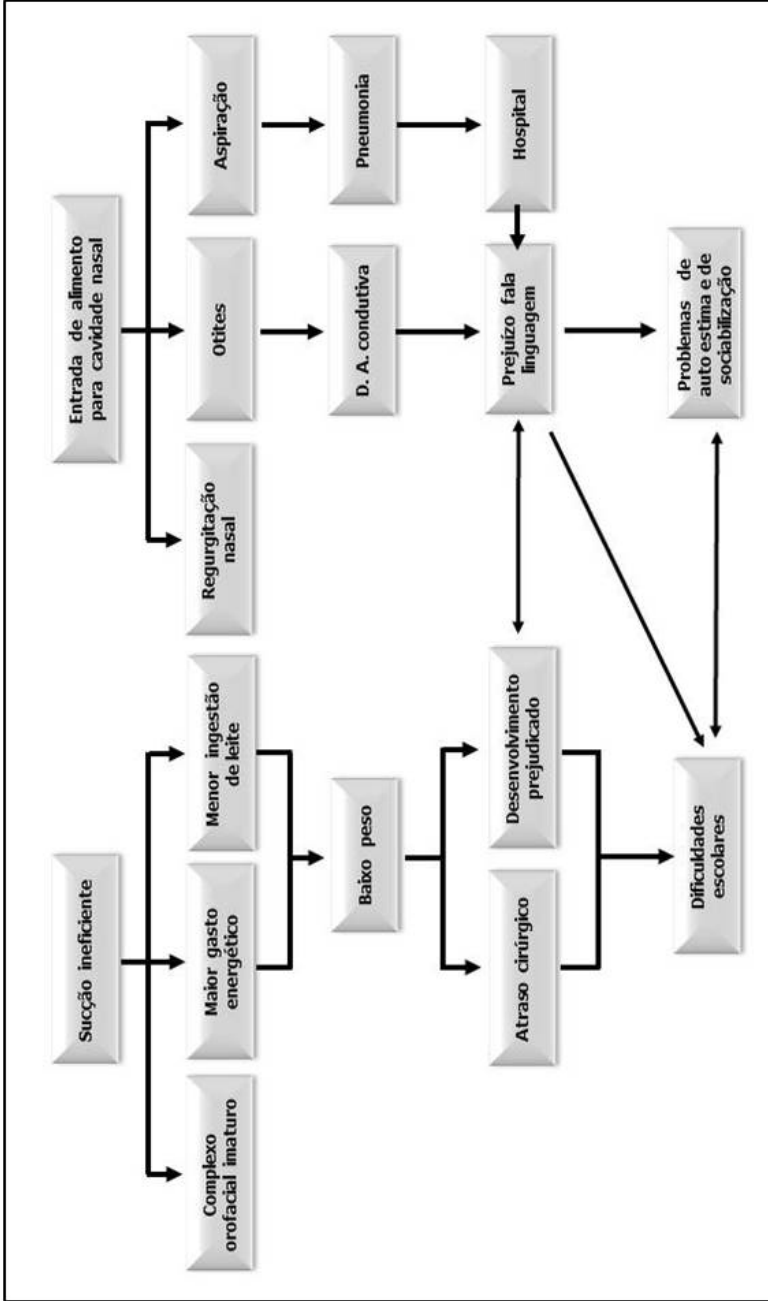 Sucção ineficiente
Entrada de alimento
para cavidade nasal
Complexo
orofacial imaturo
Maior gasto
energético
Menor ingestão
de leite
Regurgitação
nasal
Otites
Aspiração
Baixo peso
D. A. condutiva
Pneumonia
Atraso cirúrgico
Desenvolvimento
prejudicado
Prejuízo fala
linguagem
Hospital
Dificuldades
escolares
Problemas de
auto estima e de
sociabilização